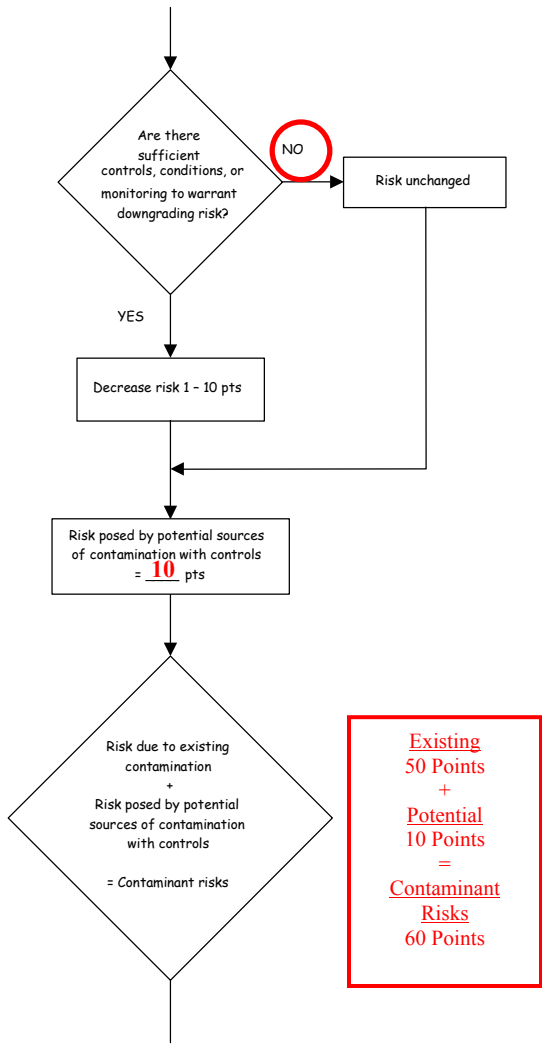 Are there
sufficient
controls, conditions, or
monitoring to warrant
downgrading risk?
NO
Risk unchanged
YES
Decrease risk 1 – 10 pts
Risk posed by potential sources
of contamination with controls
= 10 pts
Risk due to existing
contamination
+
Risk posed by potential
sources of contamination
with controls
= Contaminant risks
Existing
50 Points
+
Potential
10 Points
=
Contaminant
Risks
60 Points